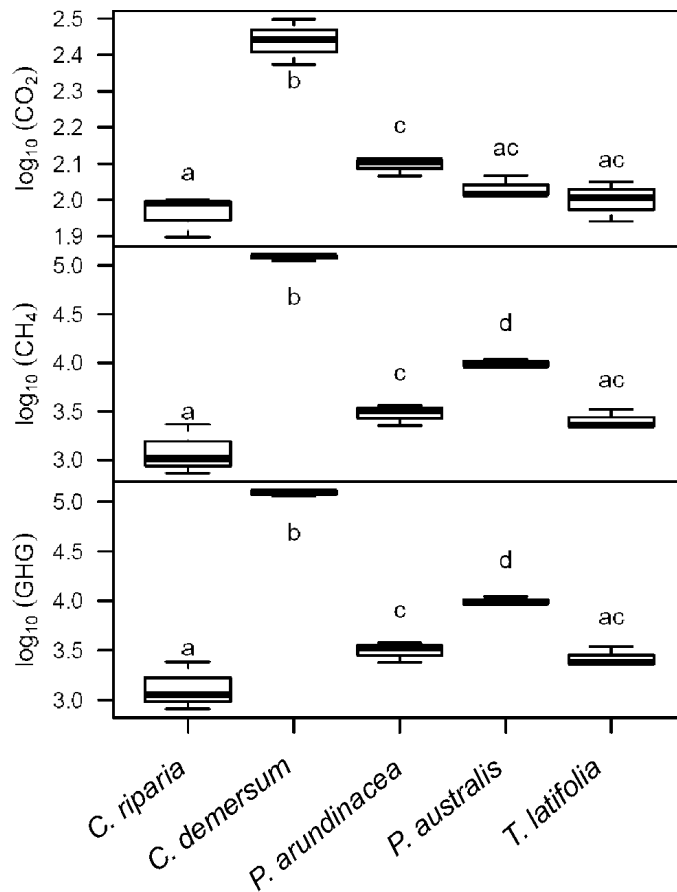 log₁₀ (CO₂)
2.5
2.4
2.3
2.2
2.1
2.0
1.9
a
b
c
ac
ac
log₁₀ (CH₄)
5.0
4.5
4.0
3.5
3.0
a
b
c
d
ac
log₁₀ (GHG)
5.0
4.5
4.0
3.5
3.0
a
b
c
d
ac
C. riparia
C. demersum
P. arundinacea
P. australis
T. latifolia